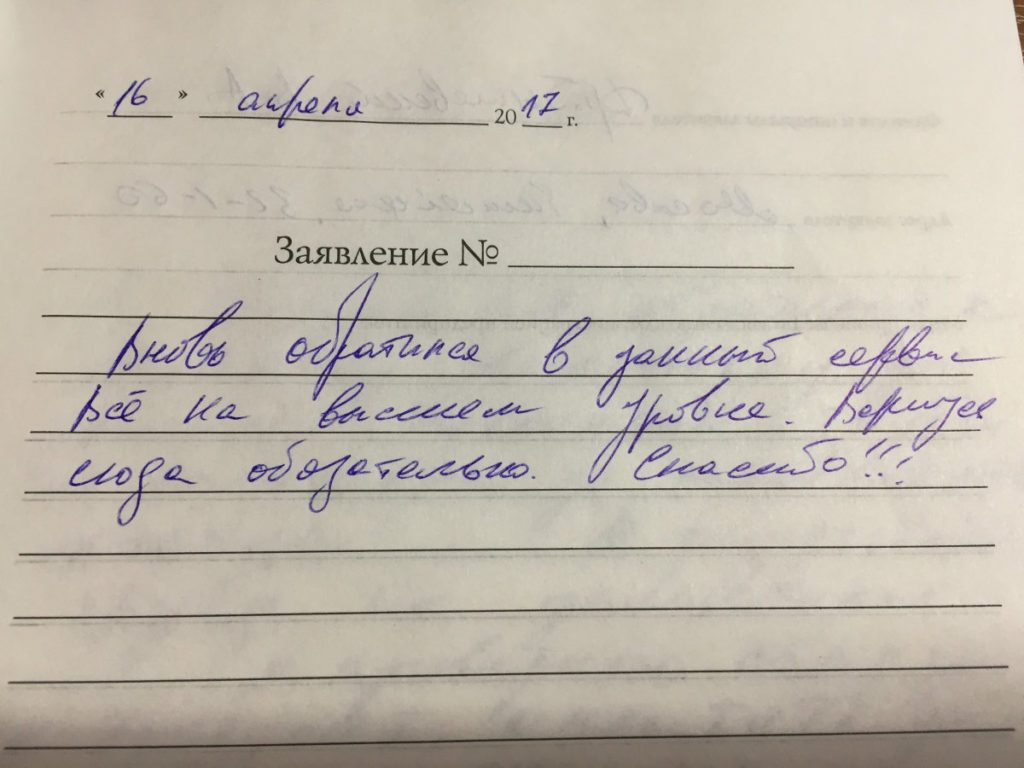 « 16 » апреля 2017 г.
Заявление №
Вновь обратился в данный сервис
Всё на высшем уровне. Вернусь
сюда обязательно. Спасибо!!!